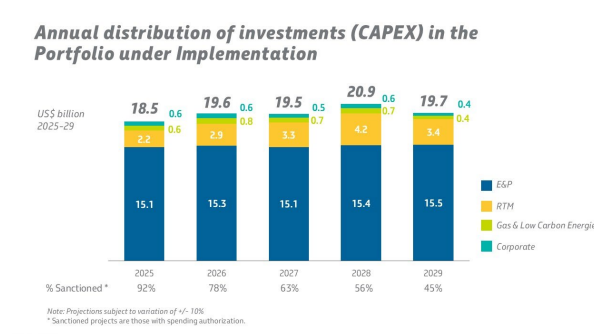 Annual distribution of investments (CAPEX) in the
Portfolio under Implementation
US$ billion
2025-29
18.5
0.6
0.6
2.2
15.1
19.6
0.6
0.8
2.9
15.3
19.5
0.5
0.7
3.3
15.1
20.9
0.6
0.7
4.2
15.4
19.7
0.4
0.4
3.4
15.5
E&P
RTM
Gas & Low Carbon Energie
Corporate
2025 2026 2027 2028 2029
% Sanctioned * 92% 78% 63% 56% 45%
Note: Projections subject to variation of +/- 10%
* Sanctioned projects are those with spending authorization.